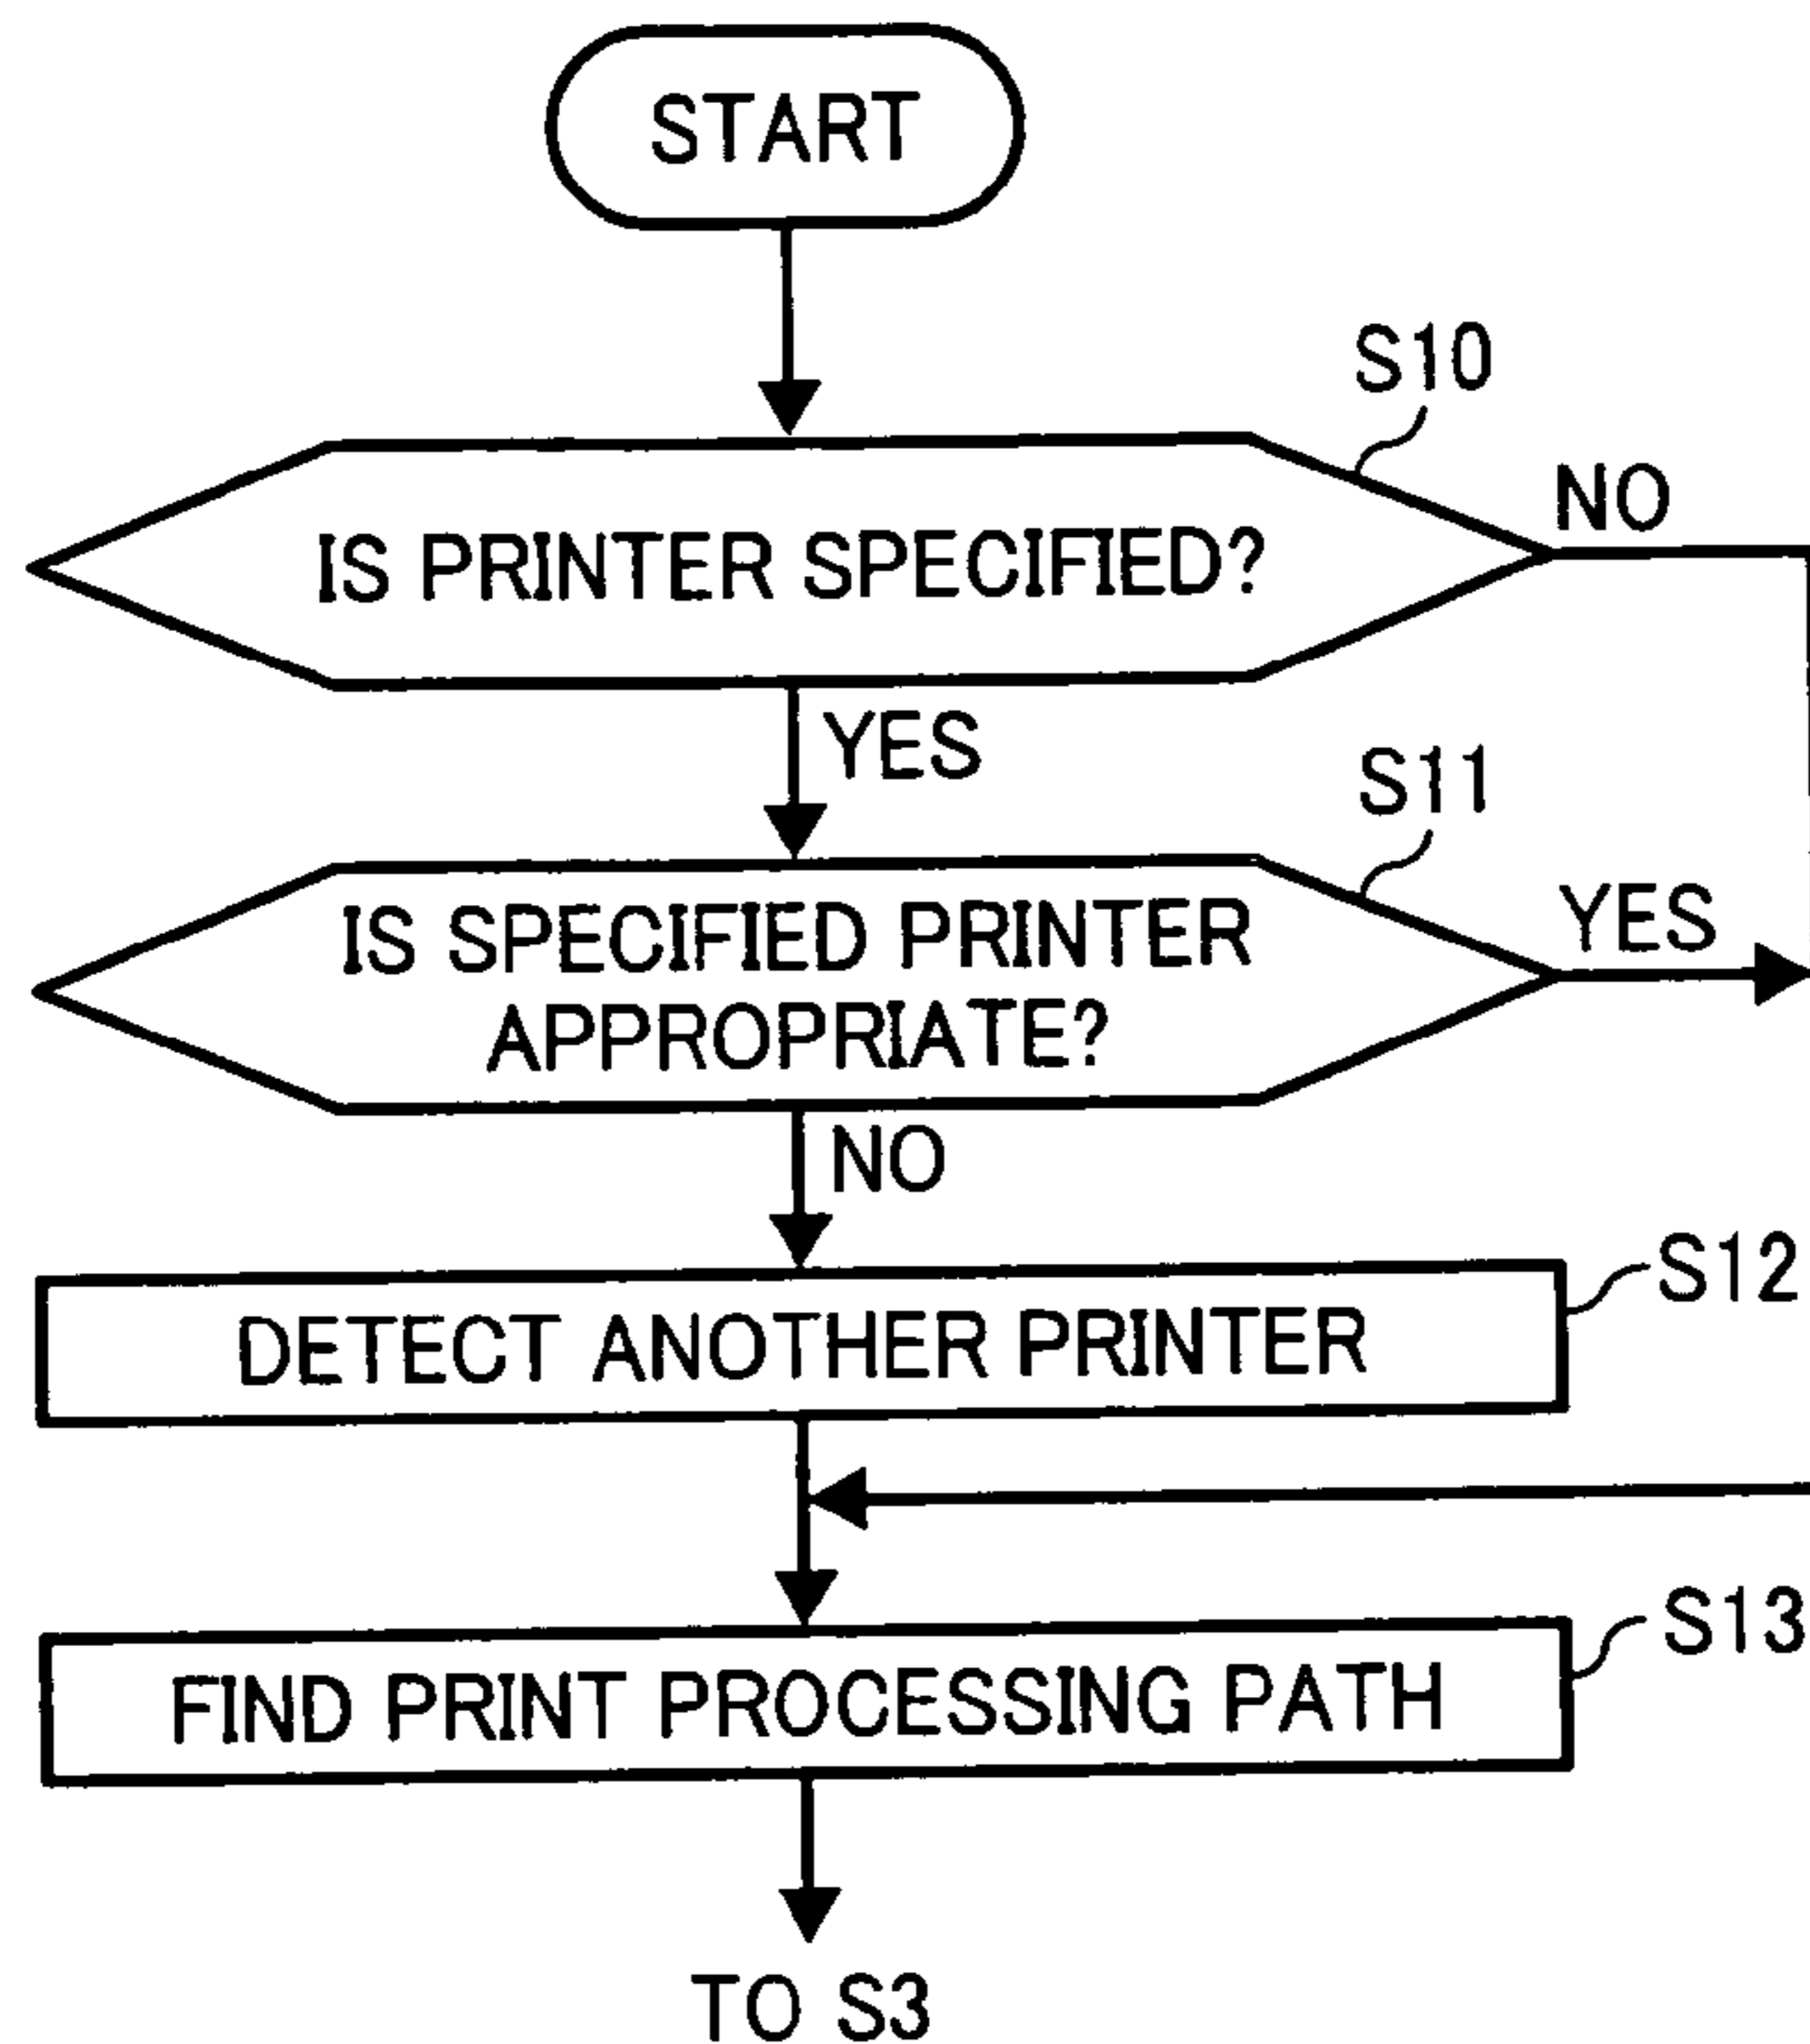 START
S10
NO
IS PRINTER SPECIFIED?
YES
S11
YES
IS SPECIFIED PRINTER
APPROPRIATE?
NO
S12
DETECT ANOTHER PRINTER
S13
FIND PRINT PROCESSING PATH
TO S3